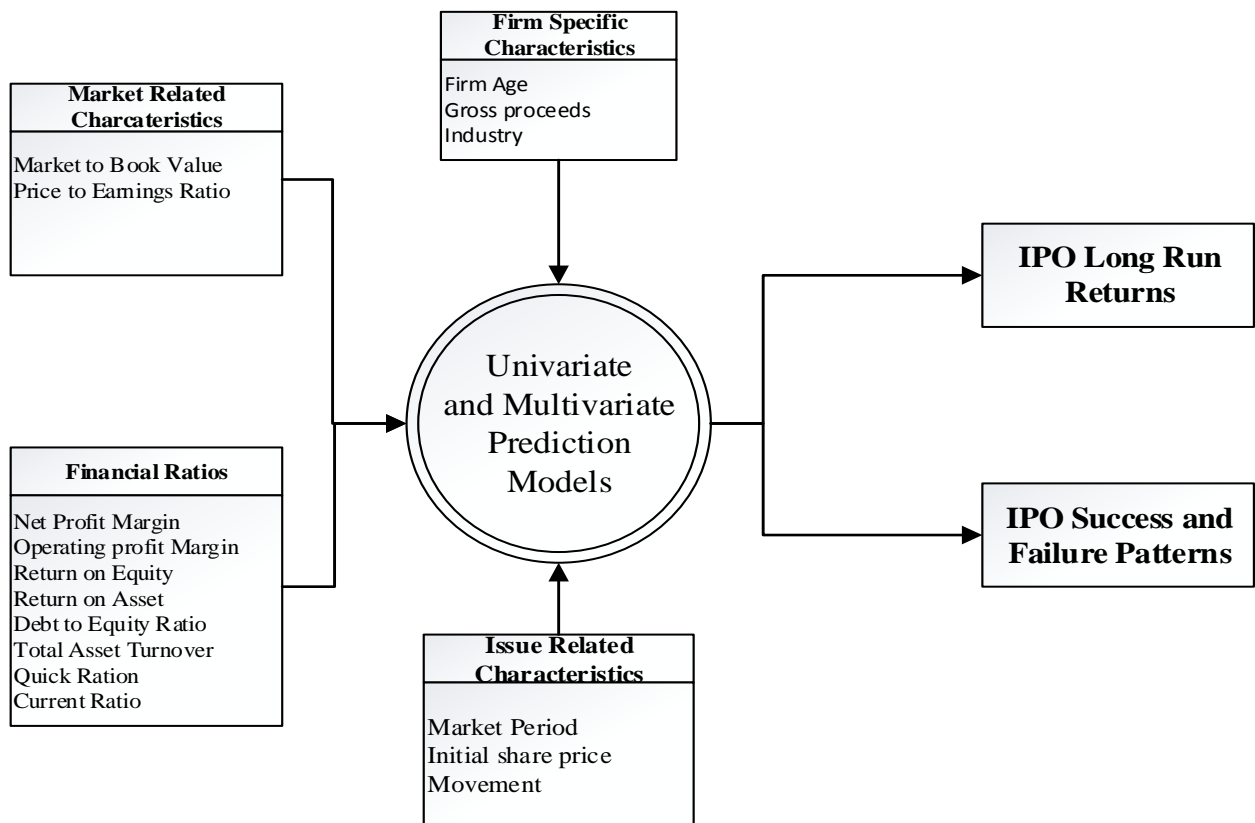 Firm Specific
Characteristics
Firm Age
Gross proceeds
Industry
Market Related
Charcateristics
Market to Book Value
Price to Earnings Ratio
Univariate
and Multivariate
Prediction
Models
IPO Long Run
Returns
Financial Ratios
Net Profit Margin
Operating profit Margin
Return on Equity
Return on Asset
Debt to Equity Ratio
Total Asset Turnover
Quick Ration
Current Ratio
IPO Success and
Failure Patterns
Issue Related
Characteristics
Market Period
Initial share price
Movement